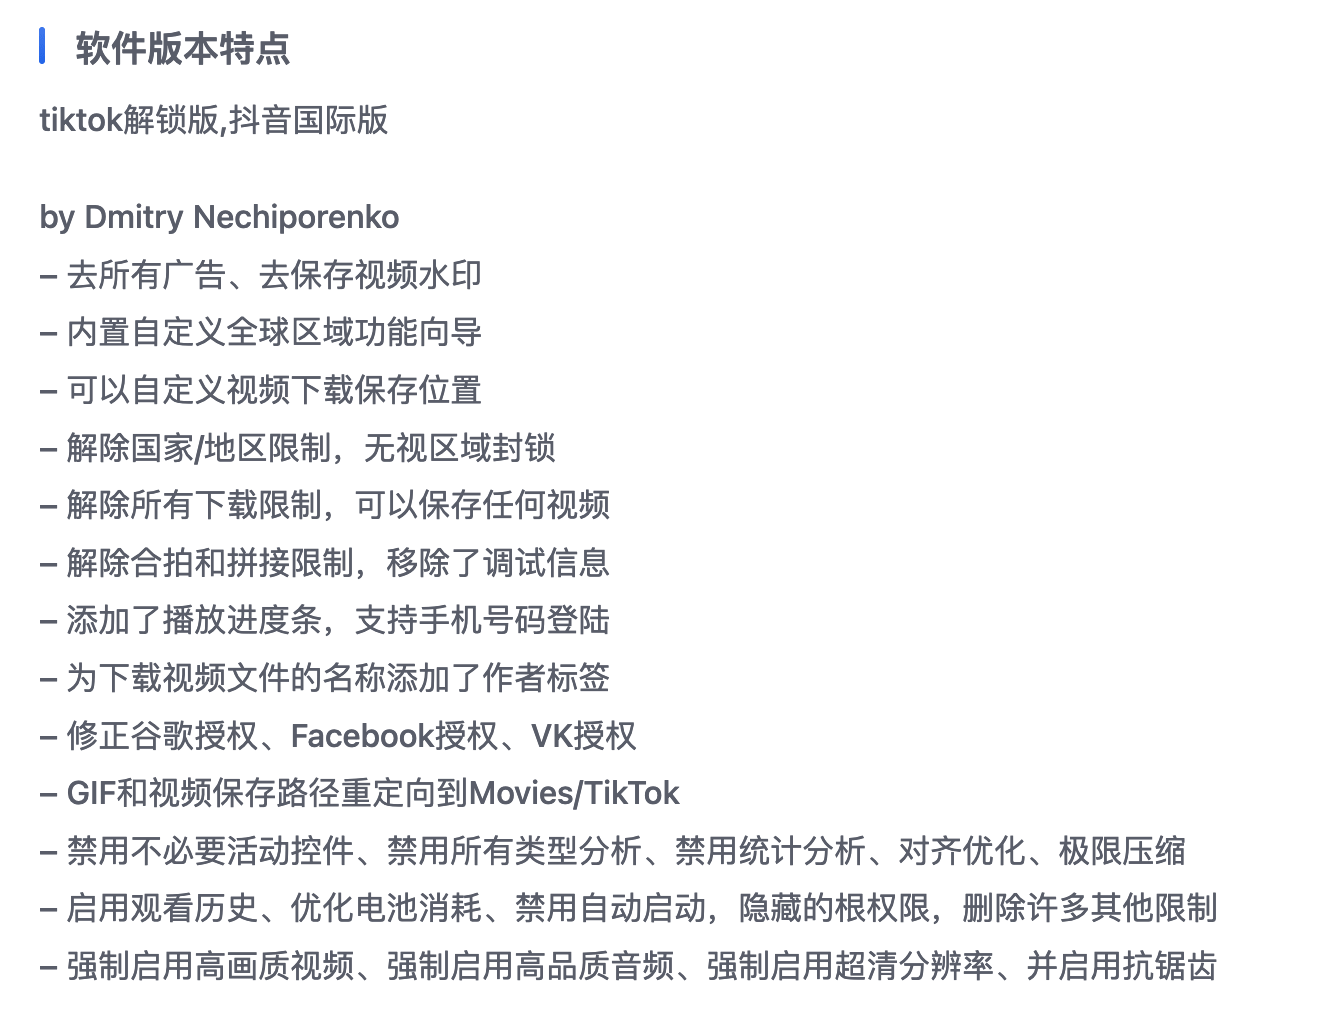 软件版本特点
tiktok解锁版,抖音国际版
by Dmitry Nechiporenko
– 去所有广告、去保存视频水印
– 内置自定义全球区域功能向导
– 可以自定义视频下载保存位置
– 解除国家/地区限制，无视区域封锁
– 解除所有下载限制，可以保存任何视频
– 解除合拍和拼接限制，移除了调试信息
– 添加了播放进度条，支持手机号码登陆
– 为下载视频文件的名称添加了作者标签
– 修正谷歌授权、Facebook授权、VK授权
– GIF和视频保存路径重定向到Movies/TikTok
– 禁用不必要活动控件、禁用所有类型分析、禁用统计分析、对齐优化、极限压缩
– 启用观看历史、优化电池消耗、禁用自动启动，隐藏的根权限，删除许多其他限制
– 强制启用高画质视频、强制启用高品质音频、强制启用超清分辨率、并启用抗锯齿